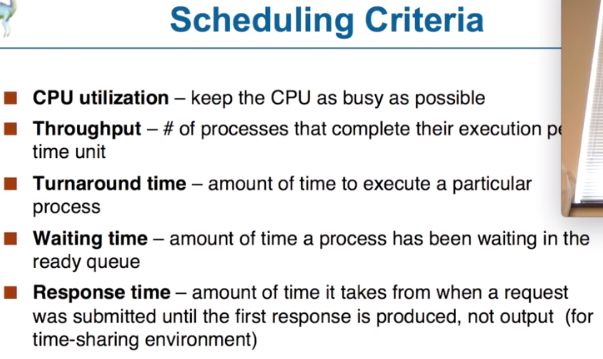 Scheduling Criteria
CPU utilization – keep the CPU as busy as possible
Throughput – # of processes that complete their execution
time unit
Turnaround time – amount of time to execute a particular
process
Waiting time – amount of time a process has been waiting in the
ready queue
Response time – amount of time it takes from when a request
was submitted until the first response is produced, not output (for
time-sharing environment)